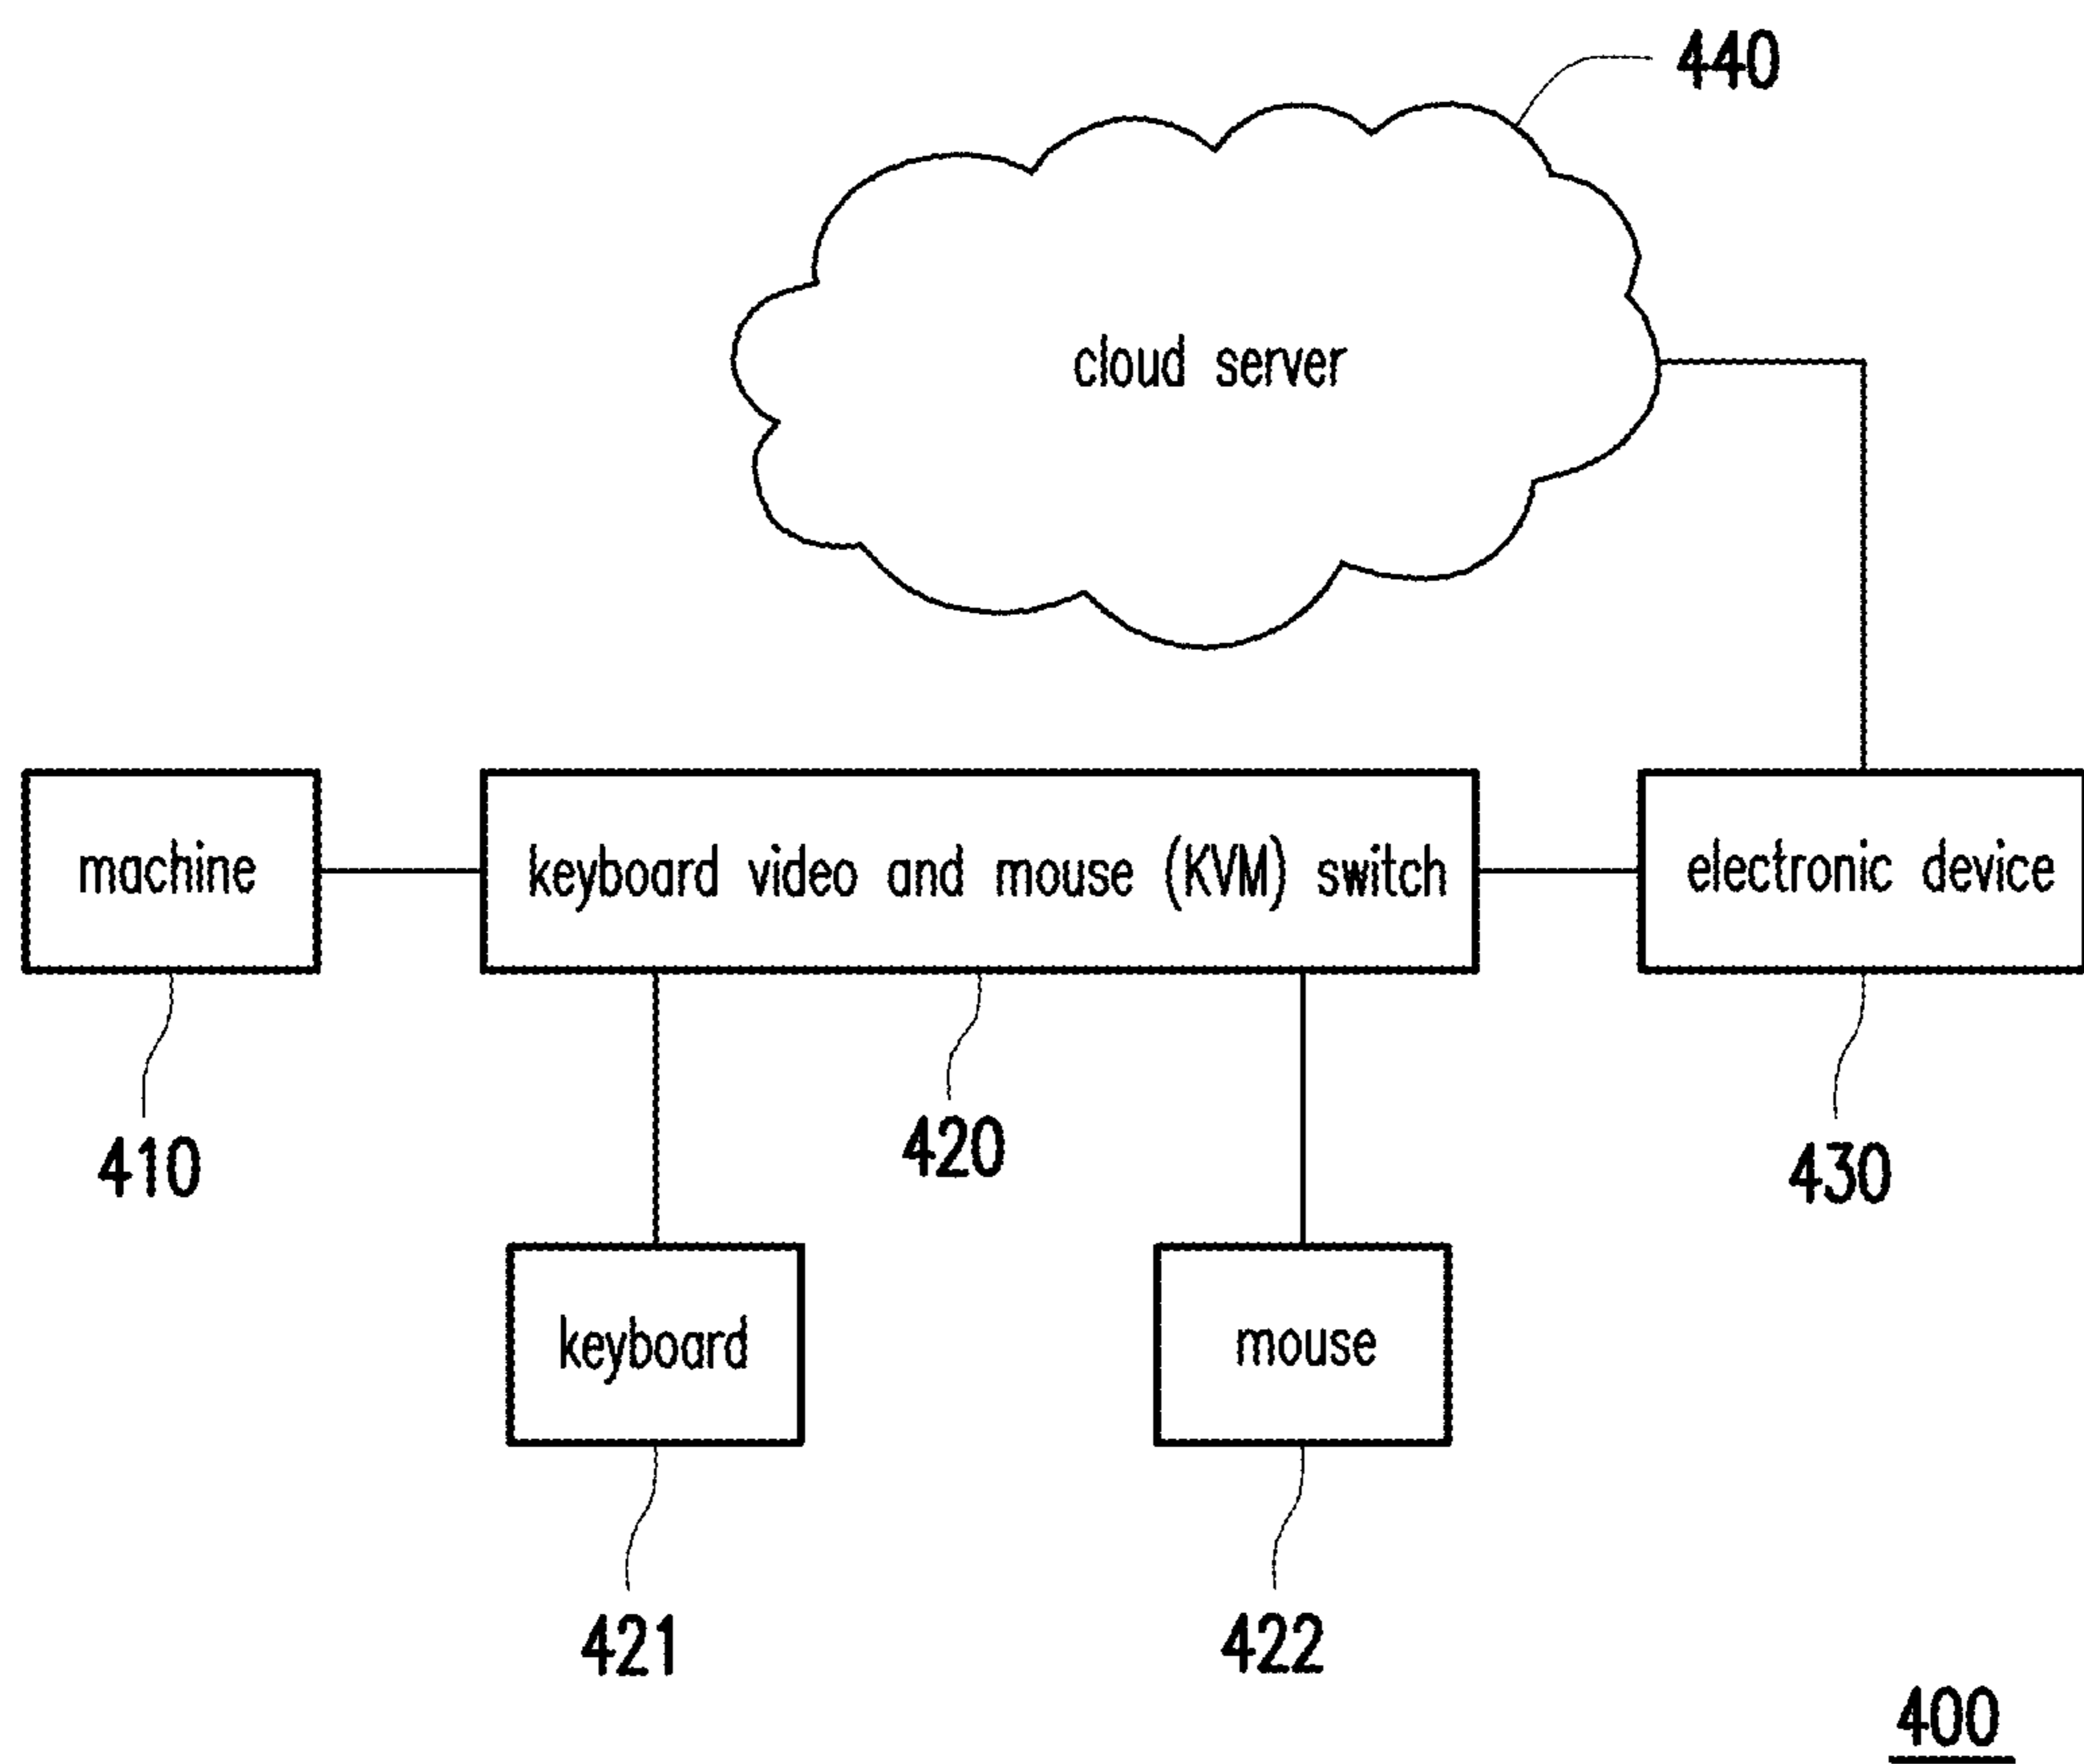 440
cloud server
machine
keyboard video and mouse (KVM) switch
electronic device
410
420
430
keyboard
mouse
421
422
400